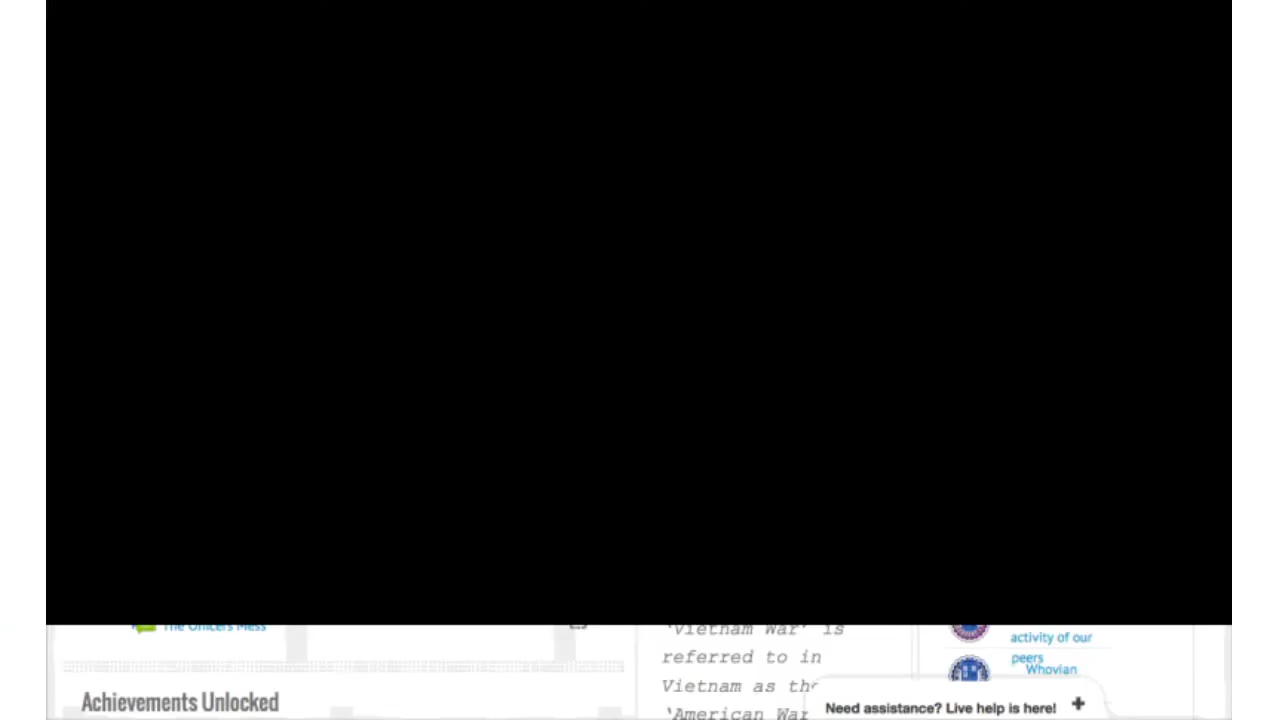 The Officers Mess
Achievements Unlocked
'Vietnam War' is
referred to in
Vietnam as the
'American War
activity of our
peers
Whovian
Need assistance? Live help is here! +